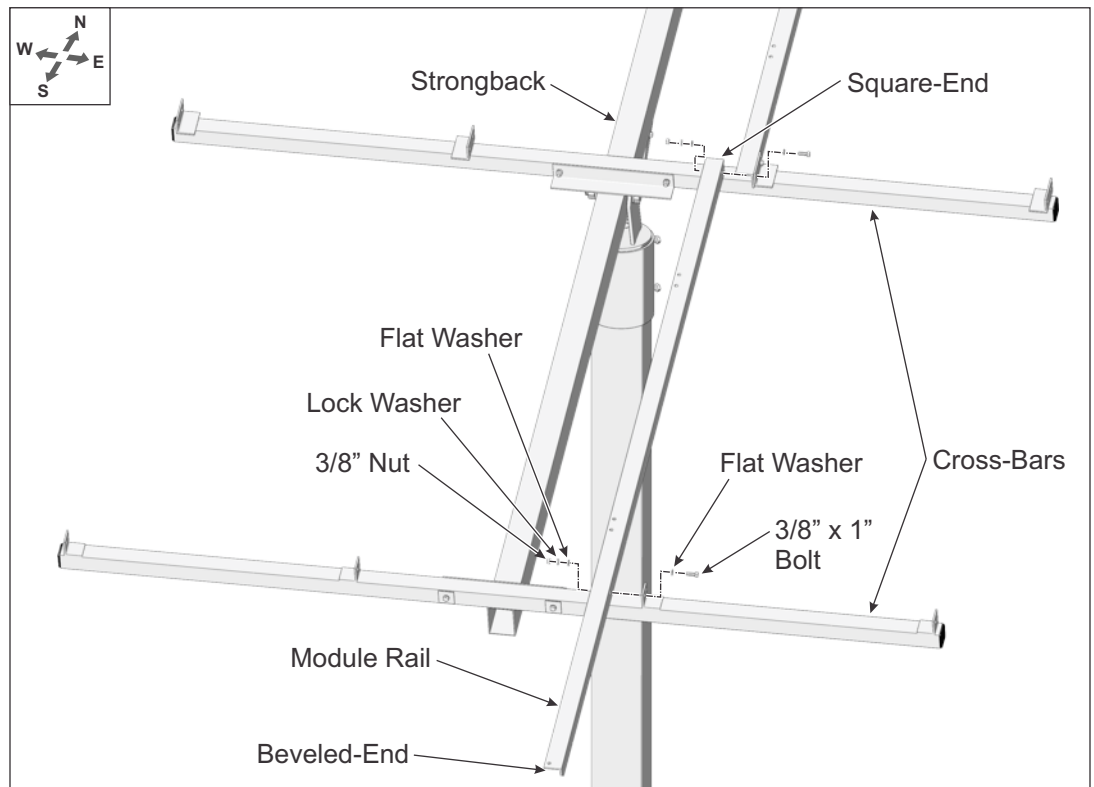 N
W
E
S
Strongback
Square-End
Flat Washer
Lock Washer
3/8” Nut
Flat Washer
Cross-Bars
3/8” x 1”
Bolt
Module Rail
Beveled-End